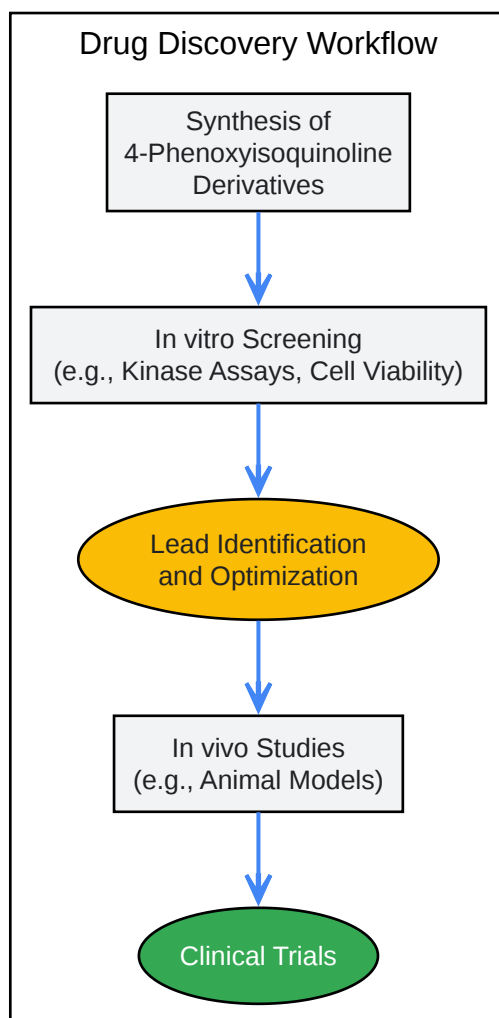 Drug Discovery Workflow
Synthesis of
4-Phenoxyisoquinoline
Derivatives
In vitro Screening
(e.g., Kinase Assays, Cell Viability)
Lead Identification
and Optimization
In vivo Studies
(e.g., Animal Models)
Clinical Trials